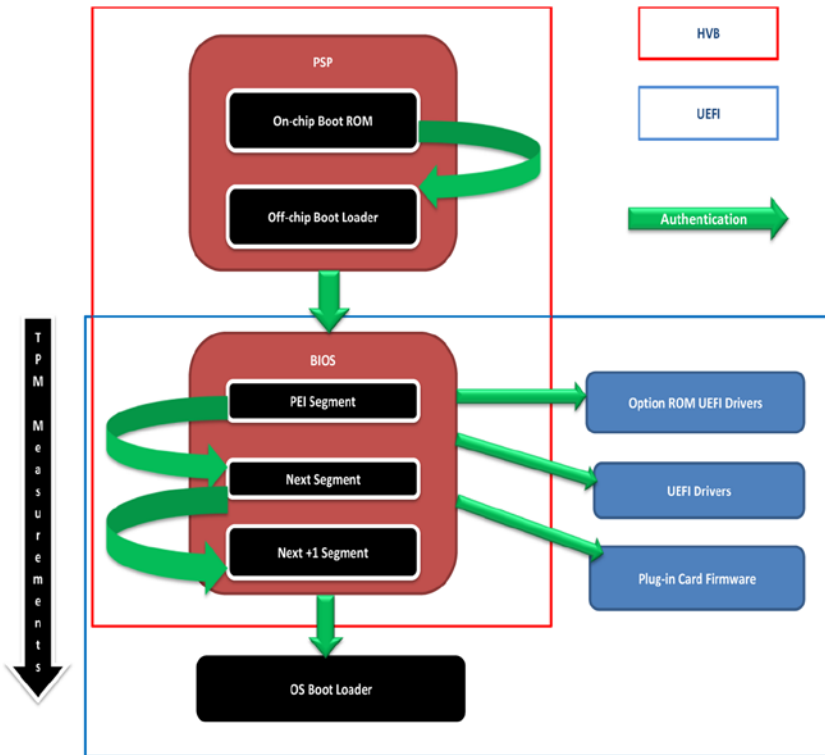 PSP
HVB
On-chip Boot ROM
UEFI
Off-chip Boot Loader
Authentication
TPM Measurements
BIOS
PEI Segment
Option ROM UEFI Drivers
Next Segment
UEFI Drivers
Next +1 Segment
Plug-in Card Firmware
OS Boot Loader